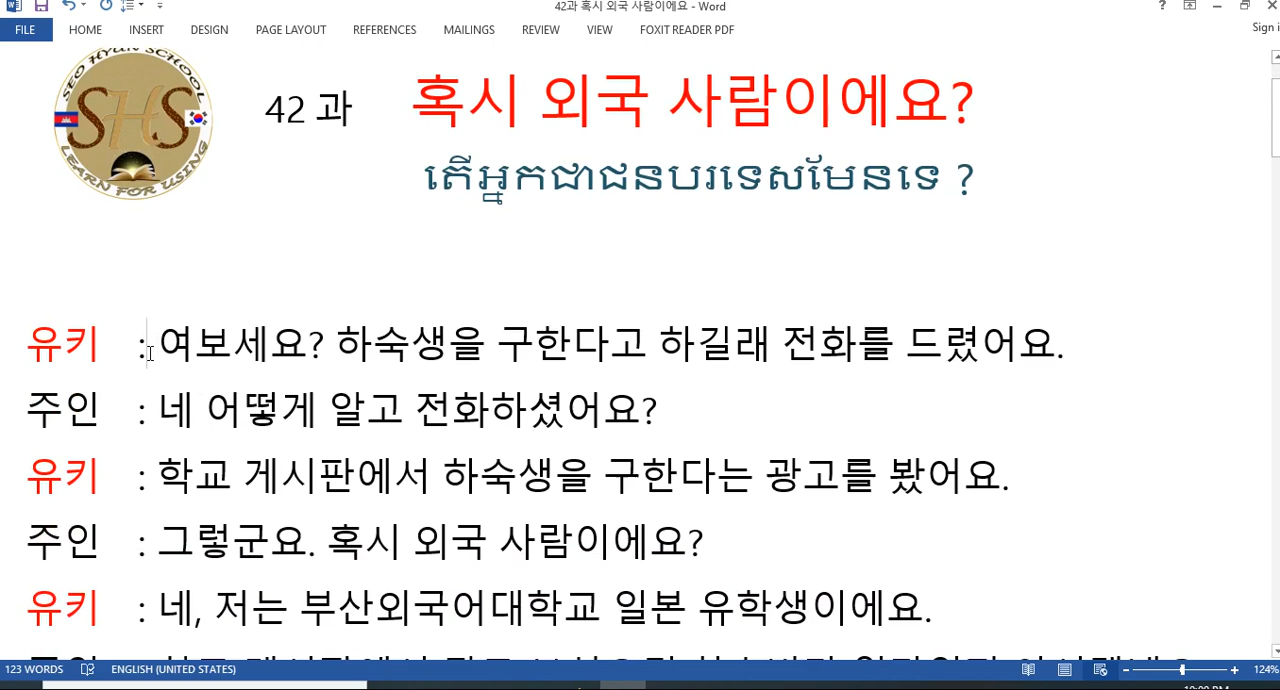 42과 혹시 외국 사람이에요 - Word
FILE HOME INSERT DESIGN PAGE LAYOUT REFERENCES MAILINGS REVIEW VIEW FOXIT READER PDF
Sign i
SEO HYUN SCHOOL
SHS
LEARN FOR USING
42 과 혹시 외국 사람이에요?
តើអ្នកជាជនបរទេសមែនទេ ?
유키 : 여보세요? 하숙생을 구한다고 하길래 전화를 드렸어요.
주인 : 네 어떻게 알고 전화하셨어요?
유키 : 학교 게시판에서 하숙생을 구한다는 광고를 봤어요.
주인 : 그렇군요. 혹시 외국 사람이에요?
유키 : 네, 저는 부산외국어대학교 일본 유학생이에요.
123 WORDS ENGLISH (UNITED STATES) 124%